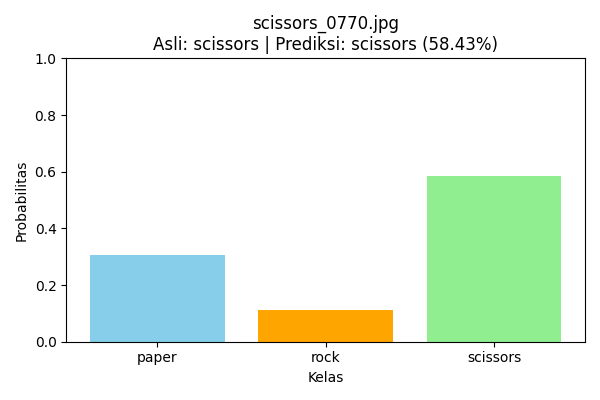 scissors_0770.jpg
Asli: scissors | Prediksi: scissors (58.43%)
1.0
0.8
0.6
0.4
0.2
0.0
Probabilitas
paper
rock
scissors
Kelas